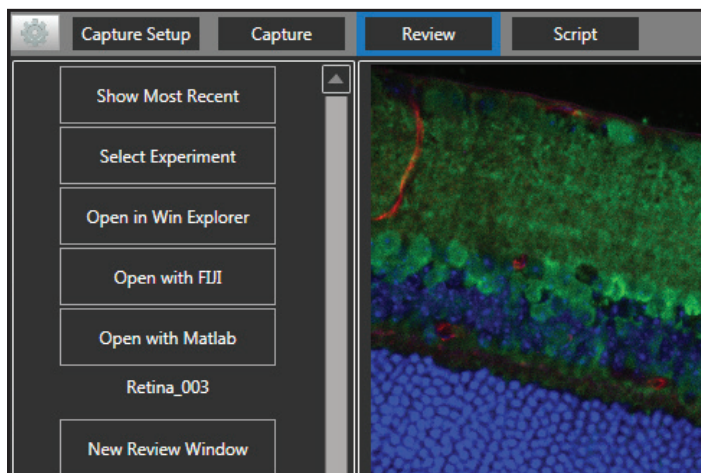 Capture Setup Capture Review Script
Show Most Recent
Select Experiment
Open in Win Explorer
Open with FIJI
Open with Matlab
Retina_003
New Review Window